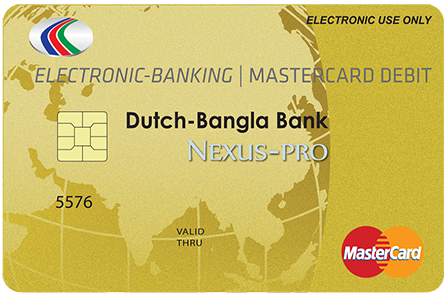 ELECTRONIC USE ONLY
ELECTRONIC-BANKING | MASTERCARD DEBIT
Dutch-Bangla Bank
NEXUS-PRO
5576
VALID
THRU
MasterCard